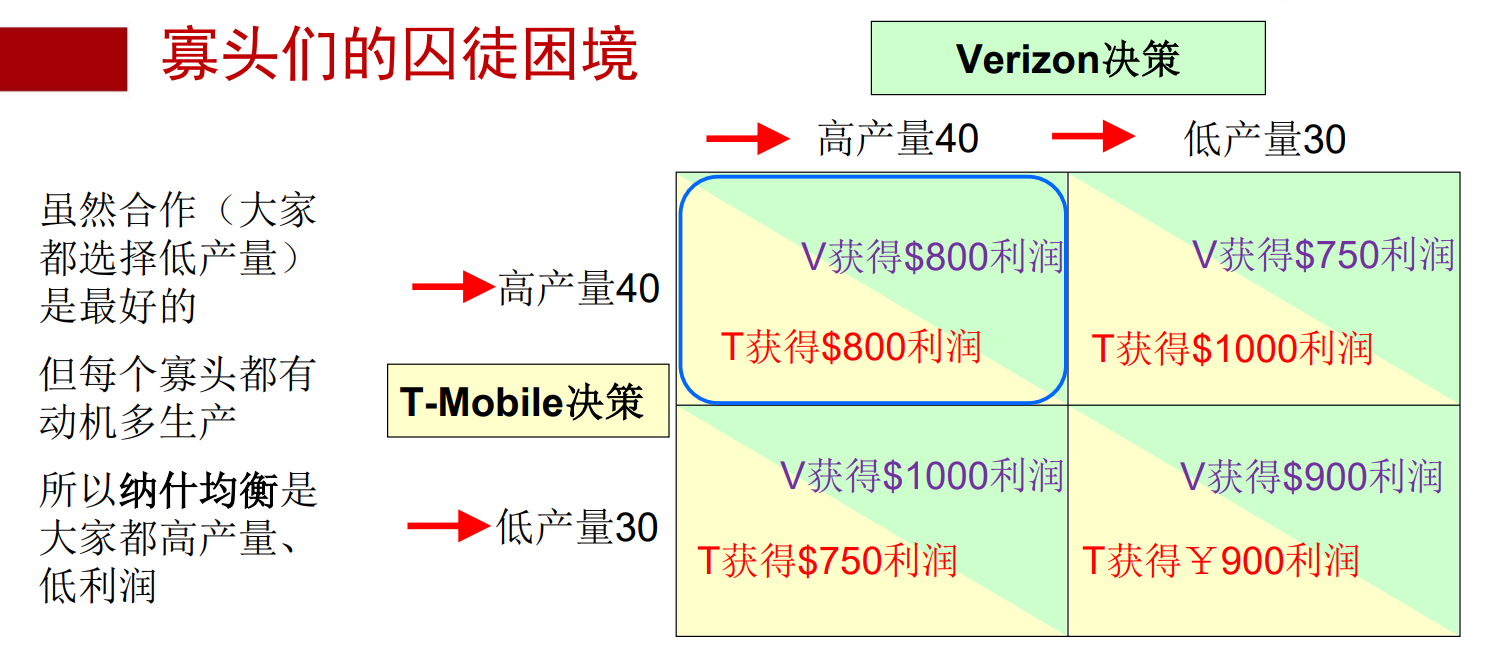 寡头们的囚徒困境
Verizon决策
高产量40
低产量30
虽然合作（大家
都选择低产量）
是最好的
但每个寡头都有
动机多生产
所以纳什均衡是
大家都高产量、
低利润
T-Mobile决策
高产量40
V获得$800利润
T获得$800利润
V获得$750利润
T获得$1000利润
低产量30
V获得$1000利润
T获得$750利润
V获得$900利润
T获得￥900利润